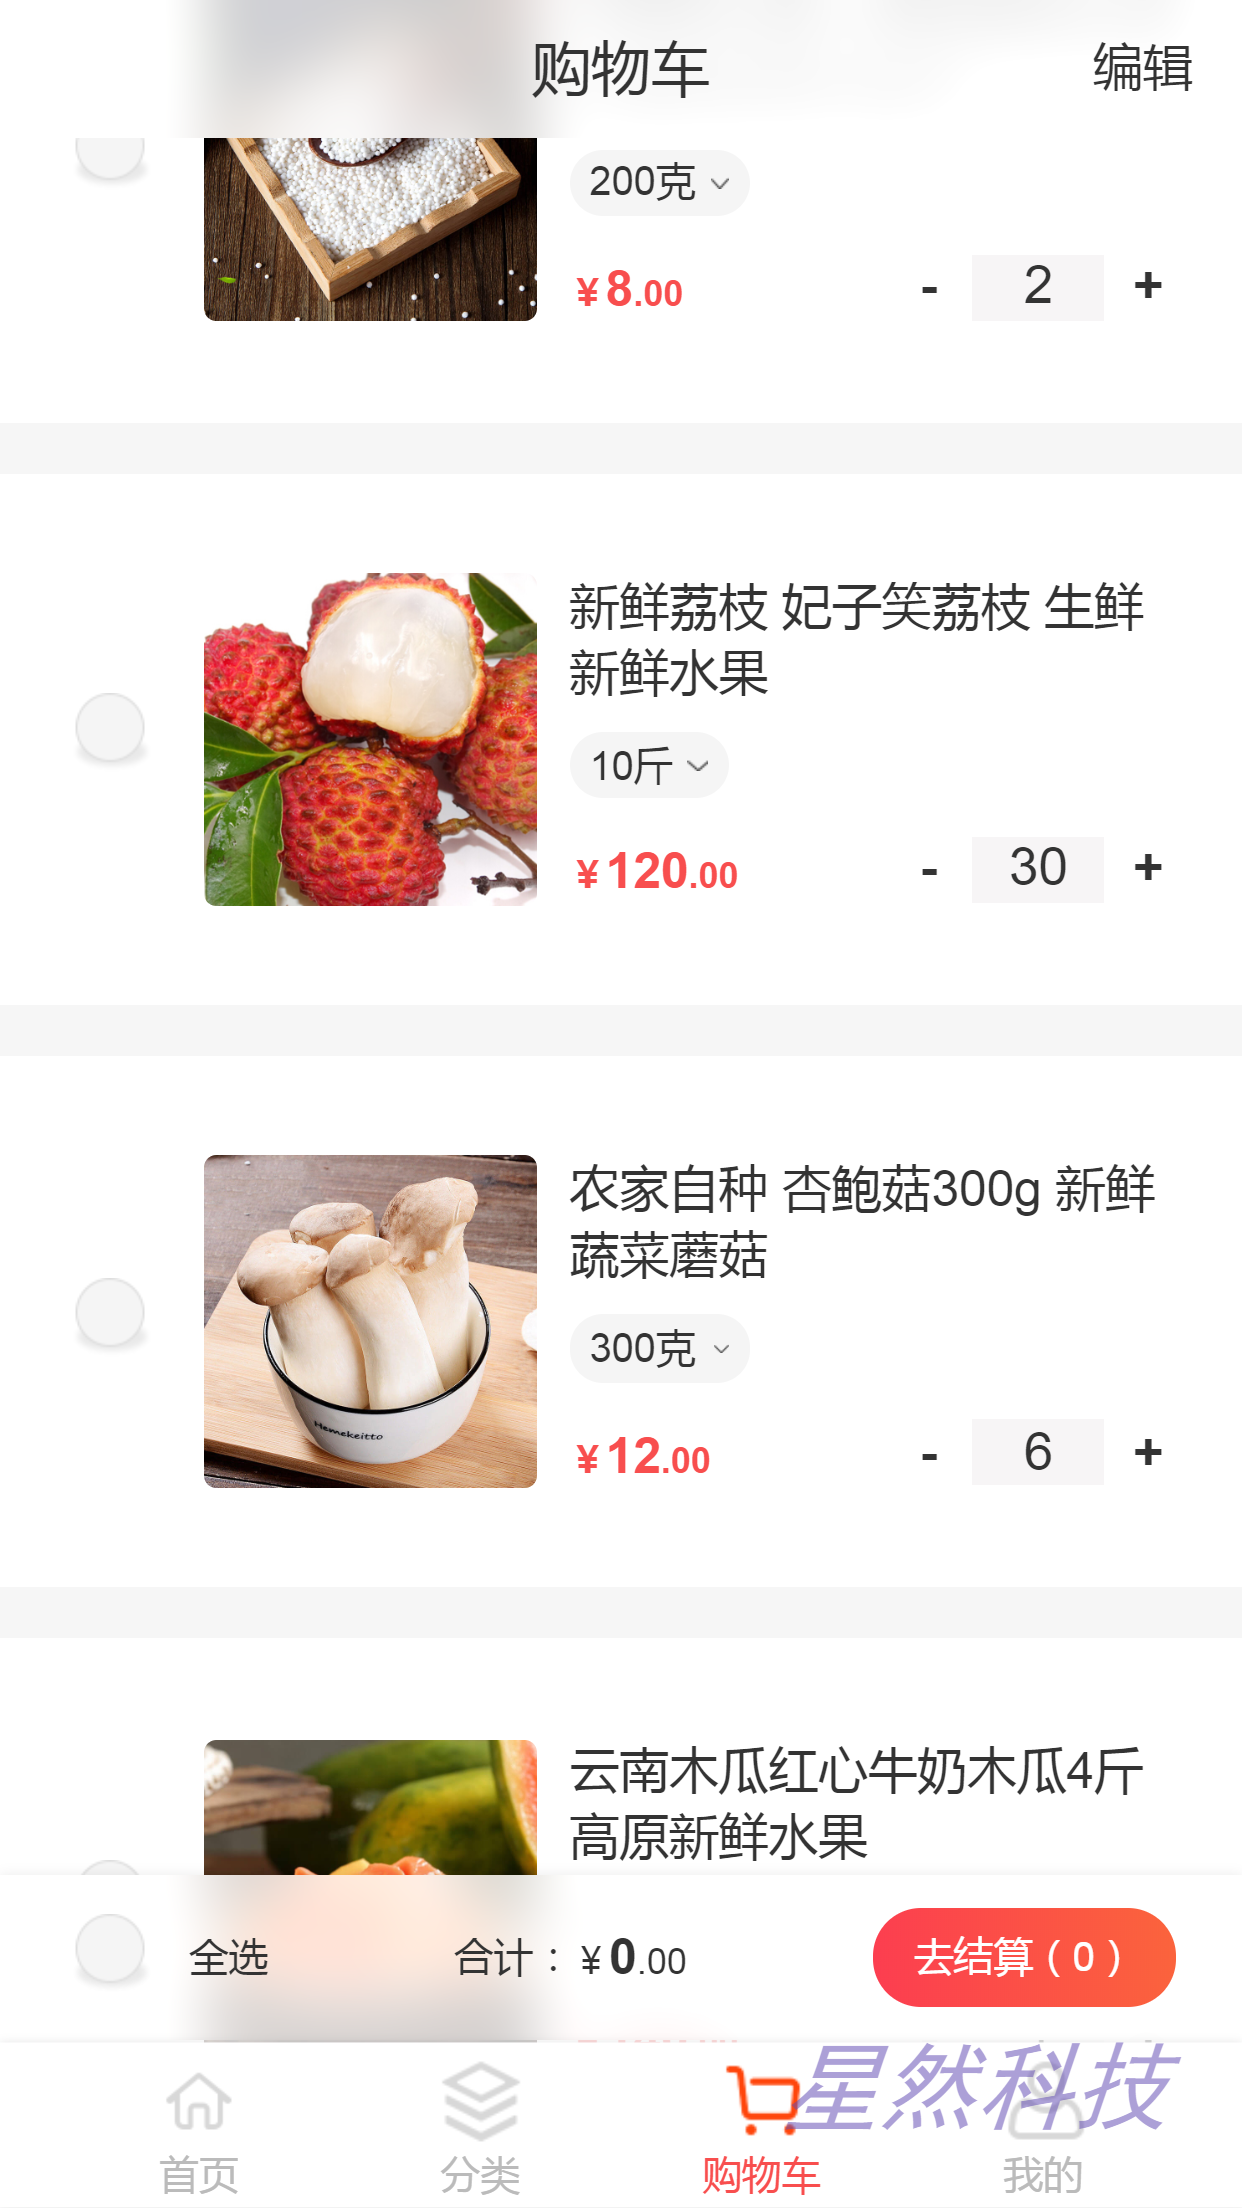 购物车
编辑
200克
¥8.00
- 2 +
新鲜荔枝 妃子笑荔枝 生鲜
新鲜水果
10斤
¥120.00
- 30 +
农家自种 杏鲍菇300g 新鲜
蔬菜蘑菇
Hemekeitto
300克
¥12.00
- 6 +
云南木瓜红心牛奶木瓜4斤
高原新鲜水果
全选
合计：¥0.00
去结算（0）
星然科技
首页
分类
购物车
我的